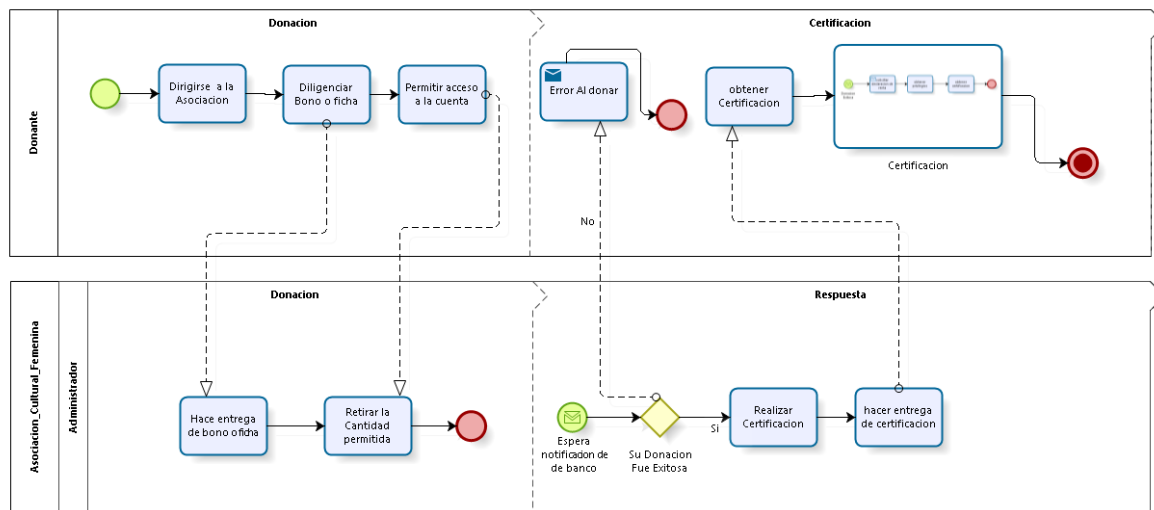 Donante
Donacion
Certificacion
Dirigirse a la
Asociacion
Diligenciar
Bono o ficha
Permitir acceso
a la cuenta
Error Al donar
obtener
Certificacion
Certificacion
No
Asociacion_Cultural_Femenina
Administrador
Donacion
Respuesta
Hace entrega
de bono oficha
Retirar la
Cantidad
permitida
Espera
notificacion de
de banco
Su Donacion
Fue Exitosa
Si
Realizar
Certificacion
hacer entrega
de certificacion